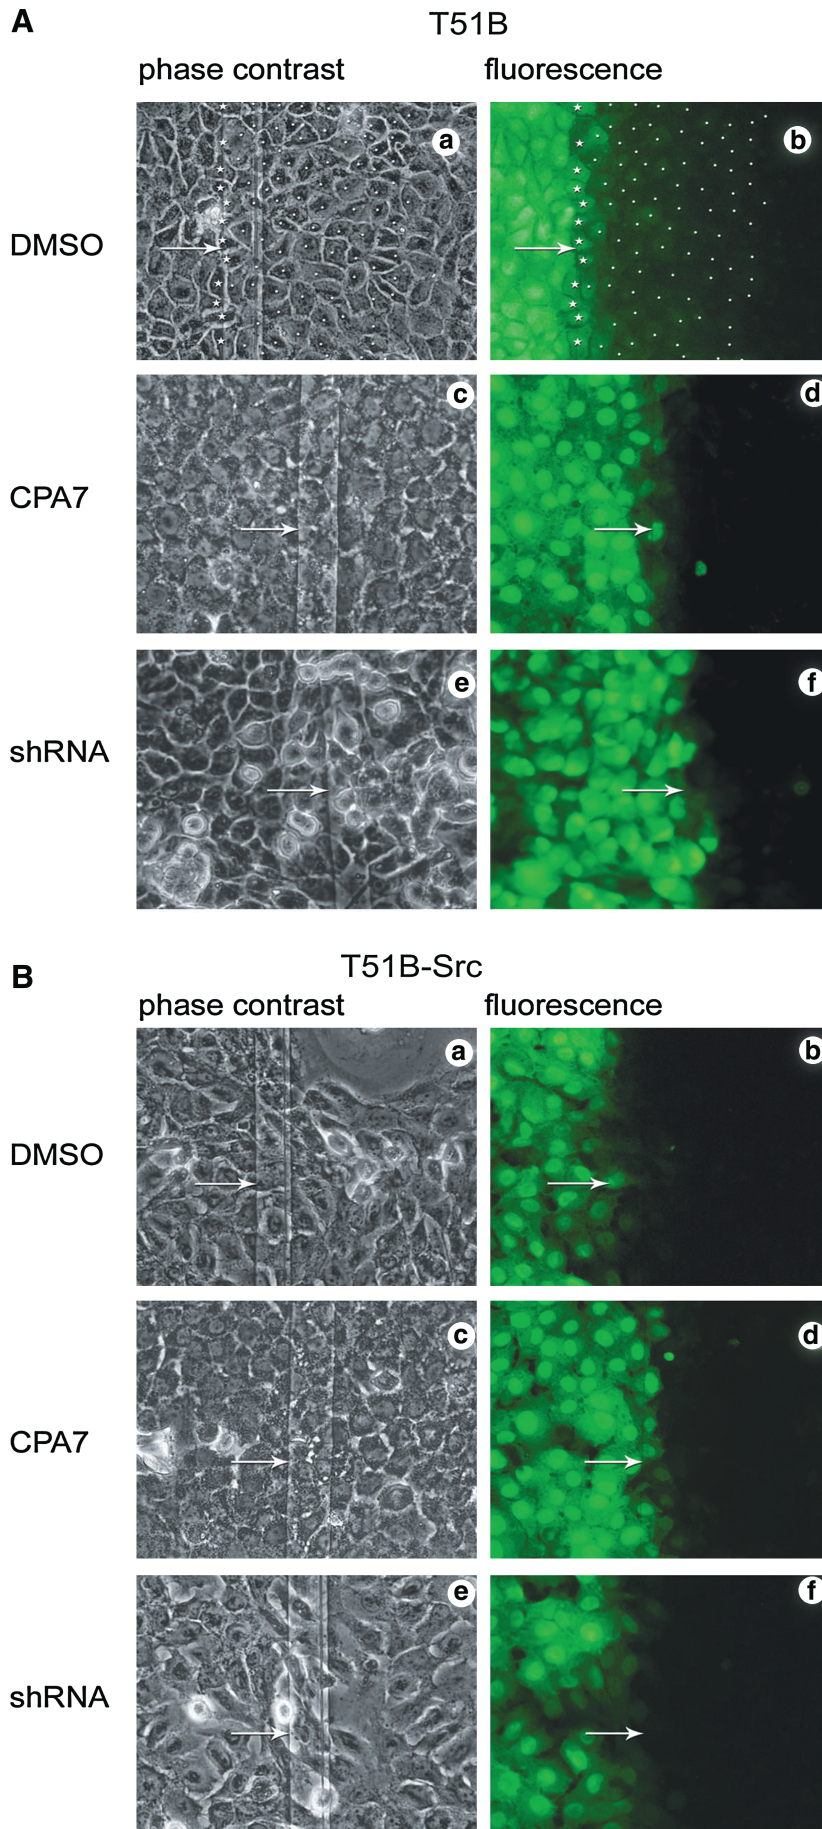 A
T51B
phase contrast fluorescence
a b
DMSO
c d
CPA7
e f
shRNA
B
T51B-Src
phase contrast fluorescence
a b
DMSO
c d
CPA7
e f
shRNA